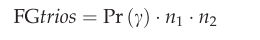 FGtrios = Pr (γ) · n₁ · n₂